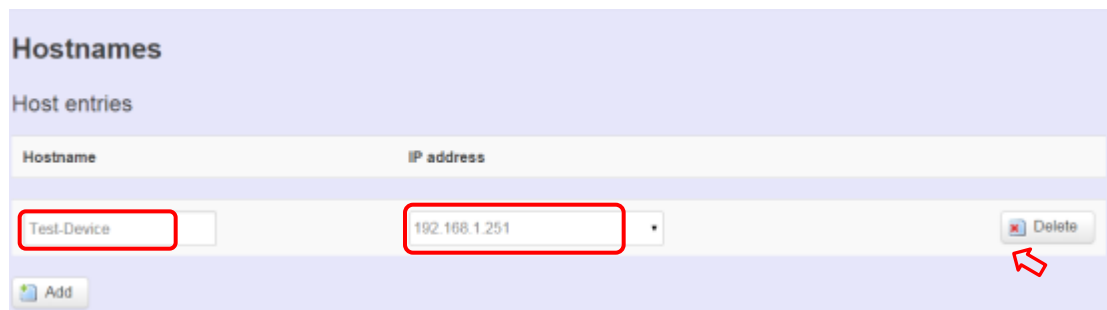 Hostnames
Host entries
Hostname IP address
Test-Device 192.168.1.251 Delete
Add